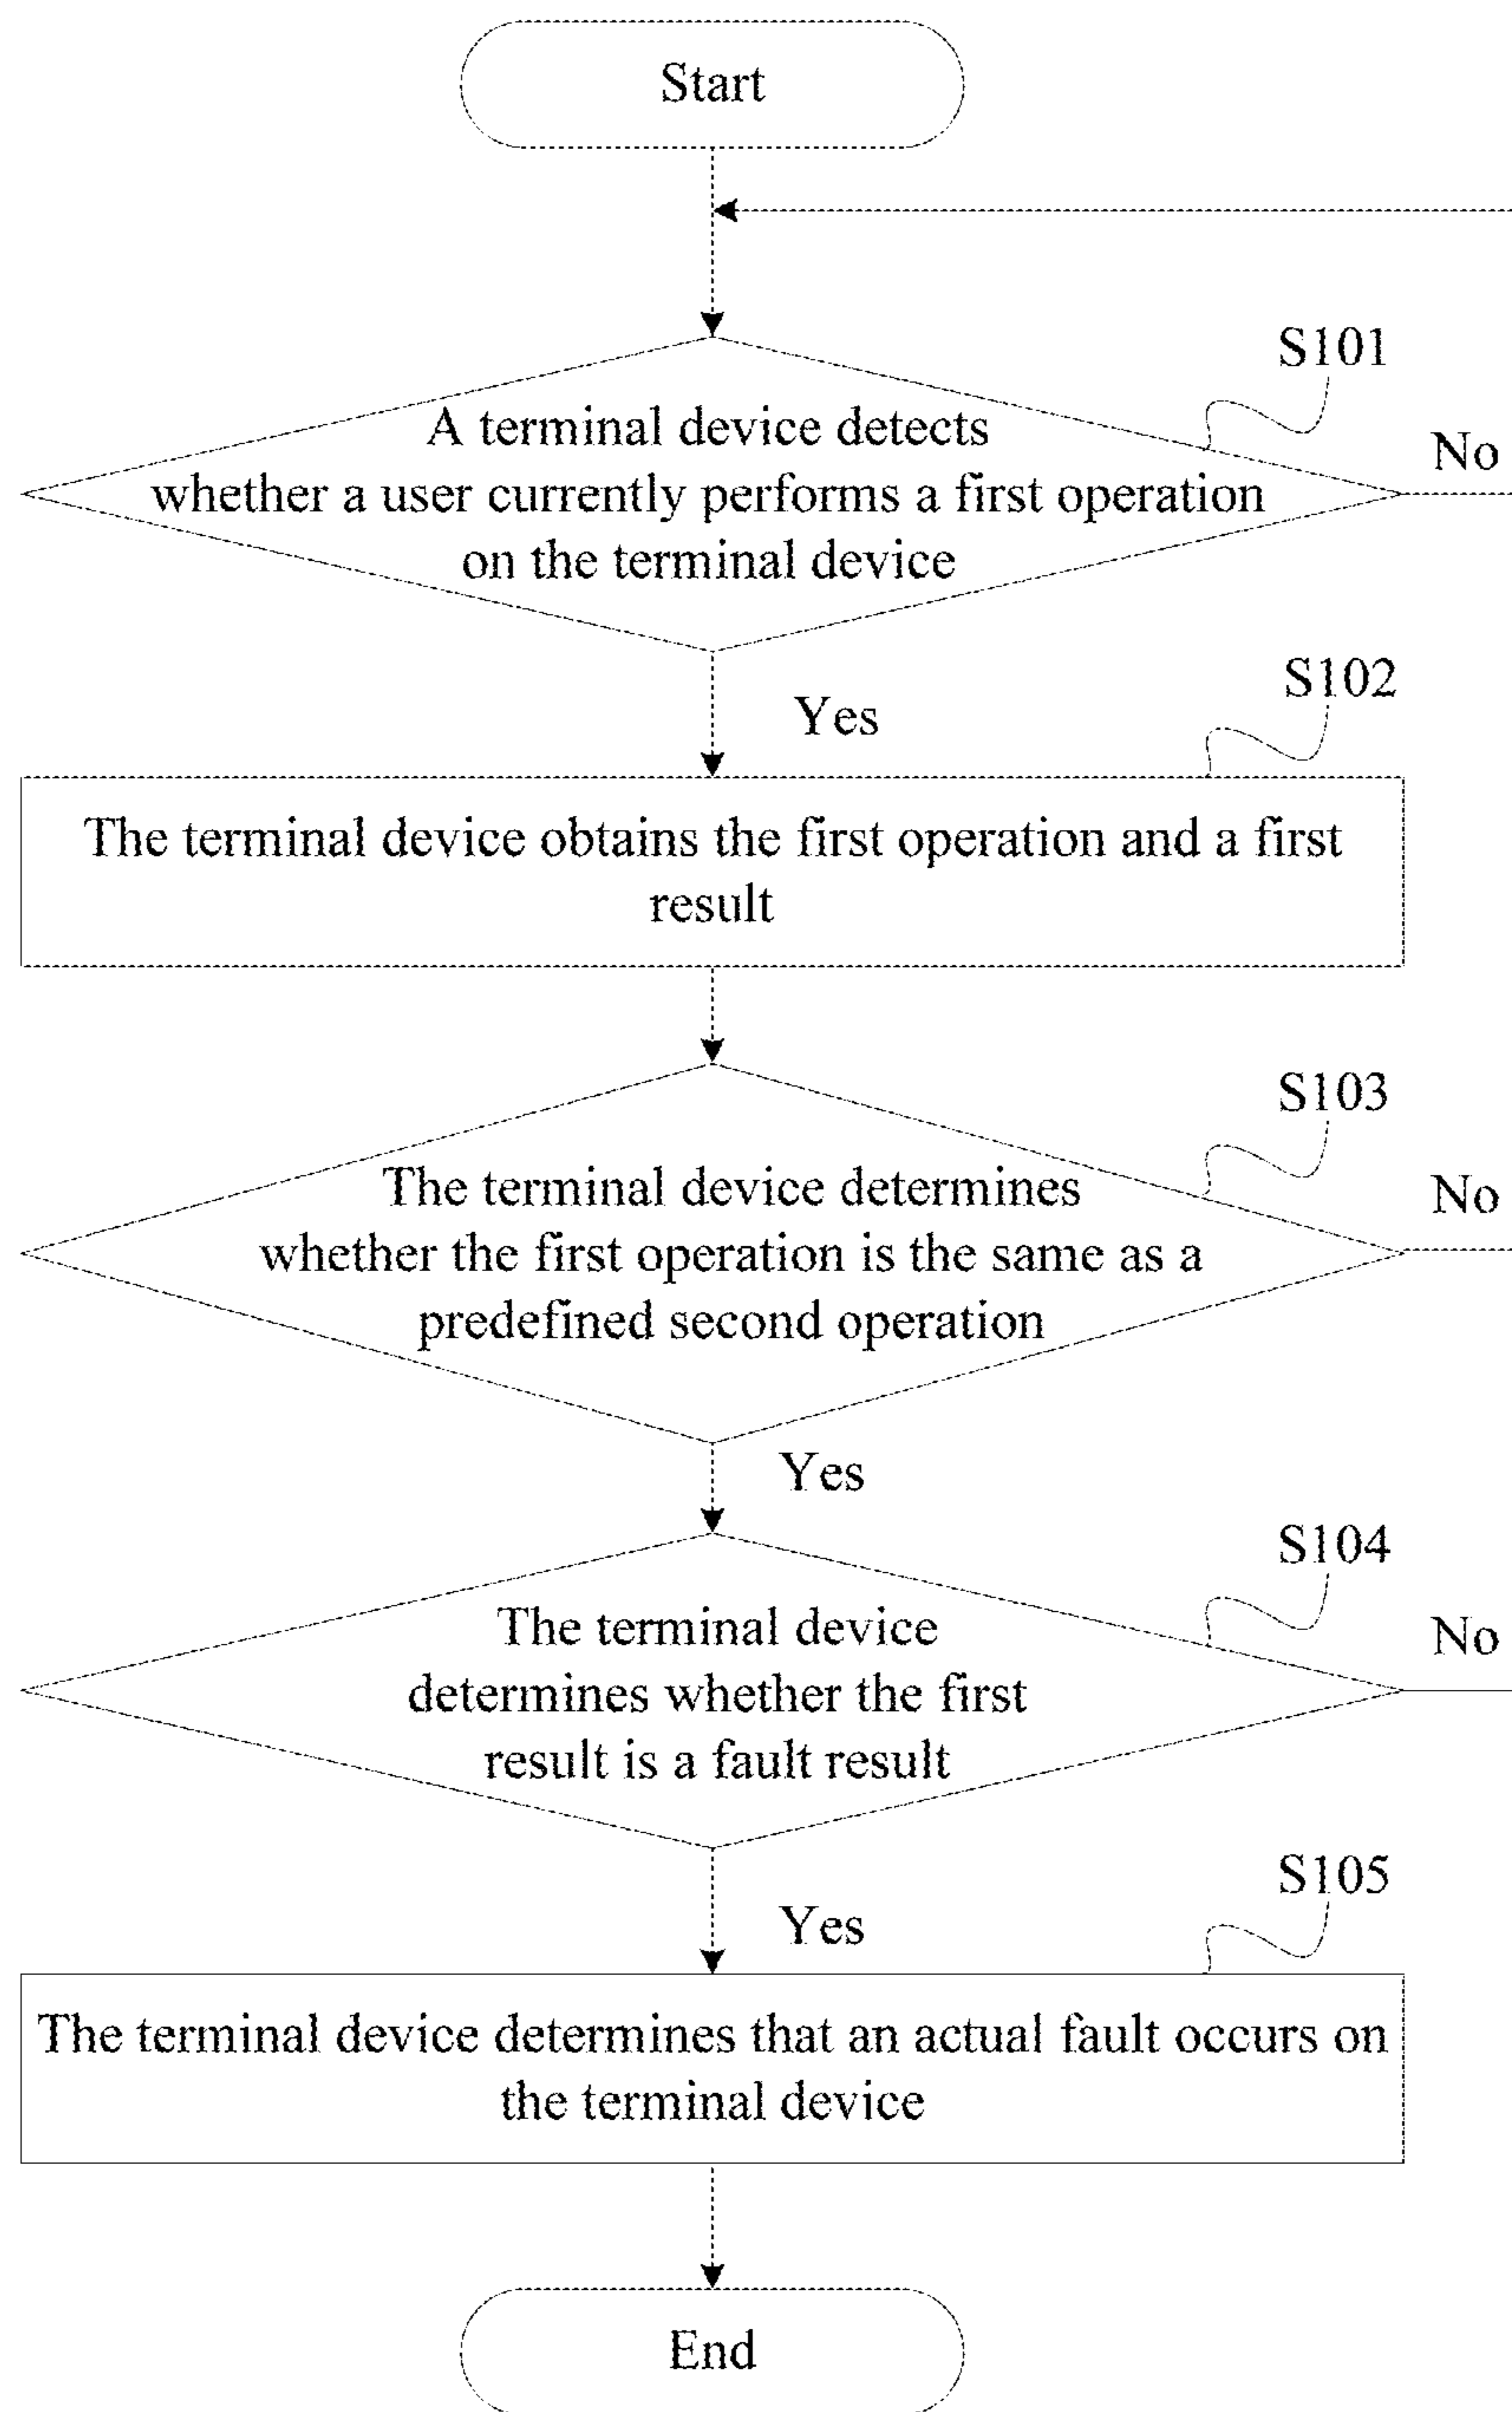 Start
S101
A terminal device detects
whether a user currently performs a first operation
on the terminal device
No
Yes
S102
The terminal device obtains the first operation and a first
result
S103
The terminal device determines
whether the first operation is the same as a
predefined second operation
No
Yes
S104
The terminal device
determines whether the first
result is a fault result
No
Yes
S105
The terminal device determines that an actual fault occurs on
the terminal device
End